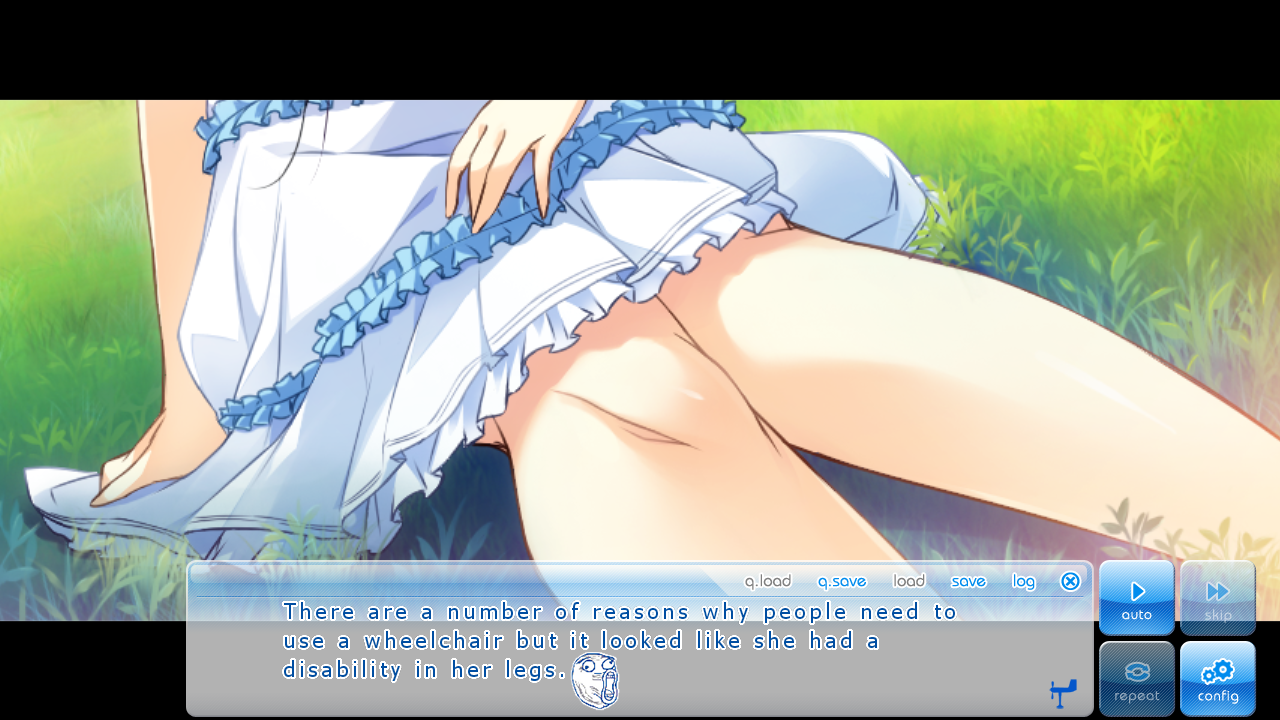 q.load q.save load save log
There are a number of reasons why people need to
use a wheelchair but it looked like she had a
disability in her legs.
auto skip
repeat config